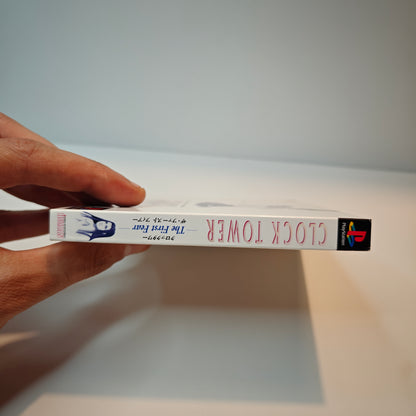 PlayStation
CLOCK TOWER
クロックタワー
The First Fear
ザ・ファースト フィアー